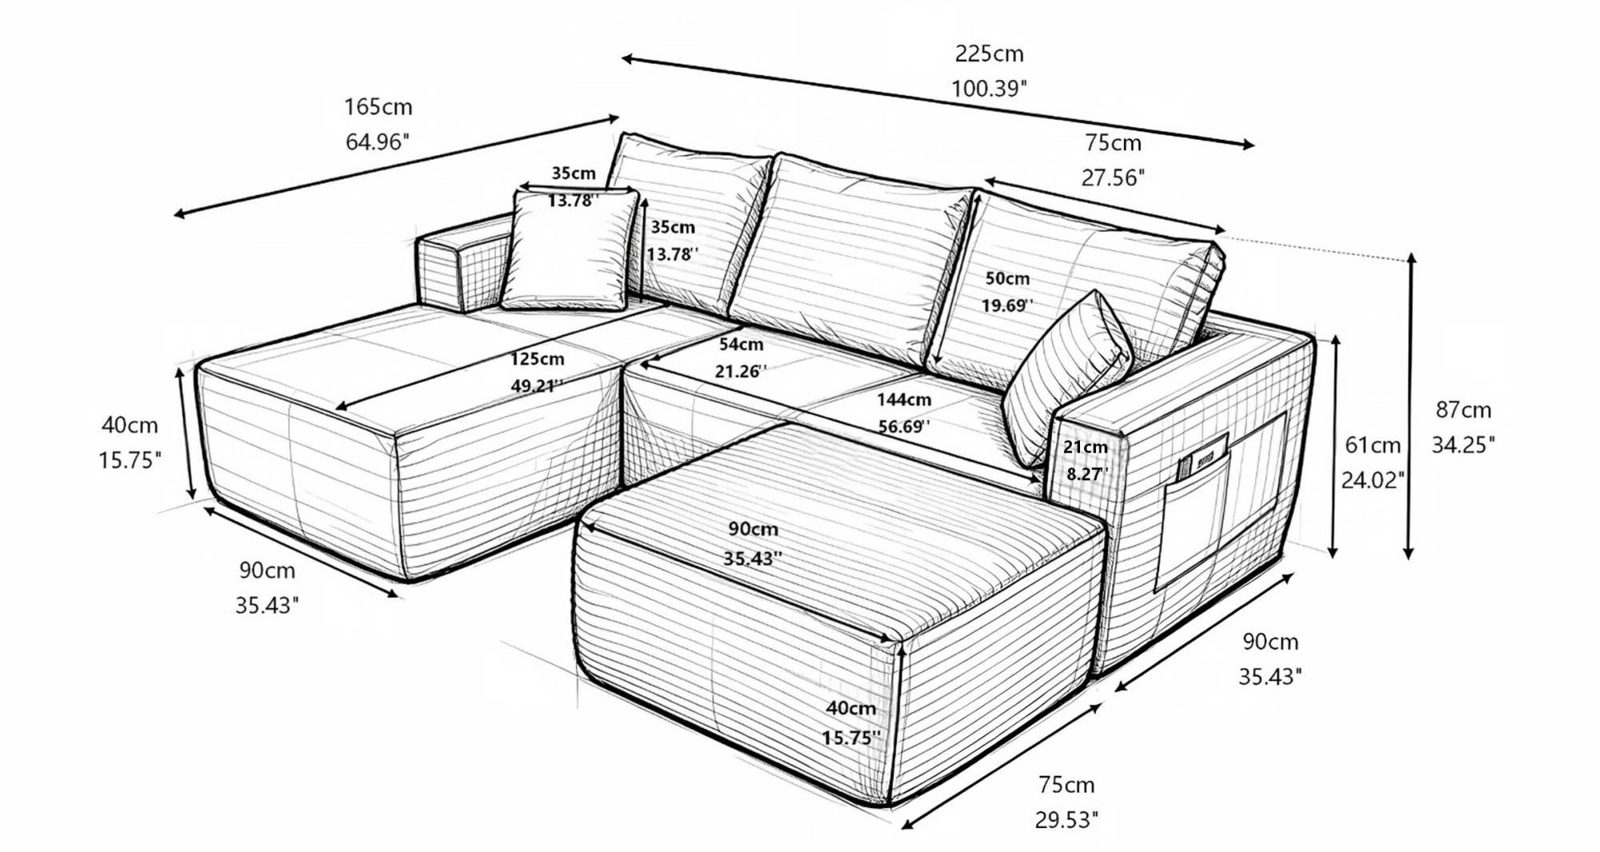 225cm
100.39"
165cm
64.96"
75cm
27.56"
35cm
13.78''
35cm
13.78''
50cm
19.69''
54cm
21.26''
125cm
49.21''
144cm
56.69''
40cm
15.75"
87cm
34.25"
61cm
24.02"
21cm
8.27''
90cm
35.43''
90cm
35.43"
90cm
35.43"
40cm
15.75''
75cm
29.53"